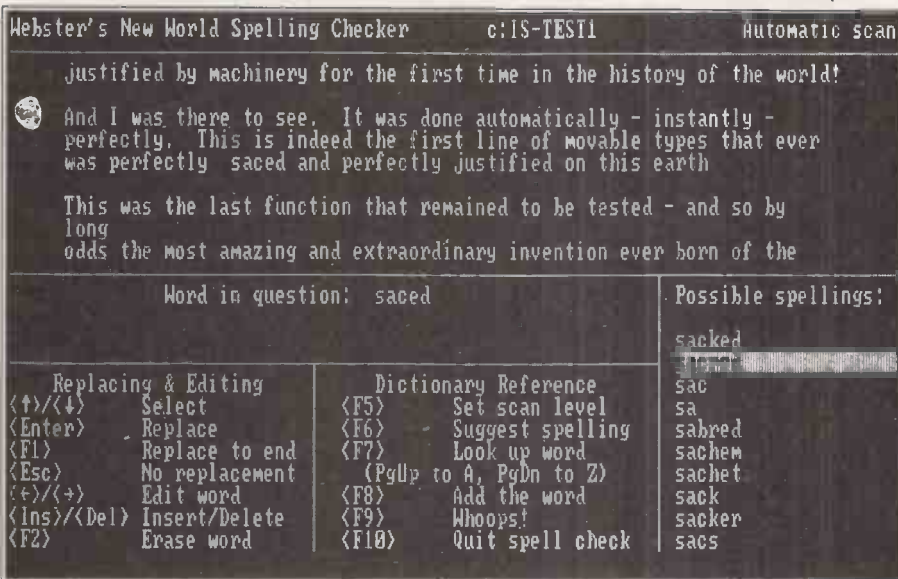 Webster's New World Spelling Checker c:IS-TEST1 Automatic scan
justified by machinery for the first time in the history of the world!
And I was there to see. It was done automatically - instantly -
perfectly. This is indeed the first line of movable types that ever
was perfectly saced and perfectly justified on this earth
This was the last function that remained to be tested - and so by
long
odds the most amazing and extraordinary invention ever born of the
Word in question: saced
Possible spellings:
sacked
sac
sa
sabred
sachem
sachet
sack
sacker
sacs
Replacing & Editing
<↑>/<↓> Select
<Enter> Replace
<F1> Replace to end
<Esc> No replacement
<←>/<→> Edit word
<Ins>/<Del> Insert/Delete
<F2> Erase word
Dictionary Reference
<F5> Set scan level
<F6> Suggest spelling
<F7> Look up word
(PgUp to A, PgDn to Z)
<F8> Add the word
<F9> Whoops!
<F10> Quit spell check